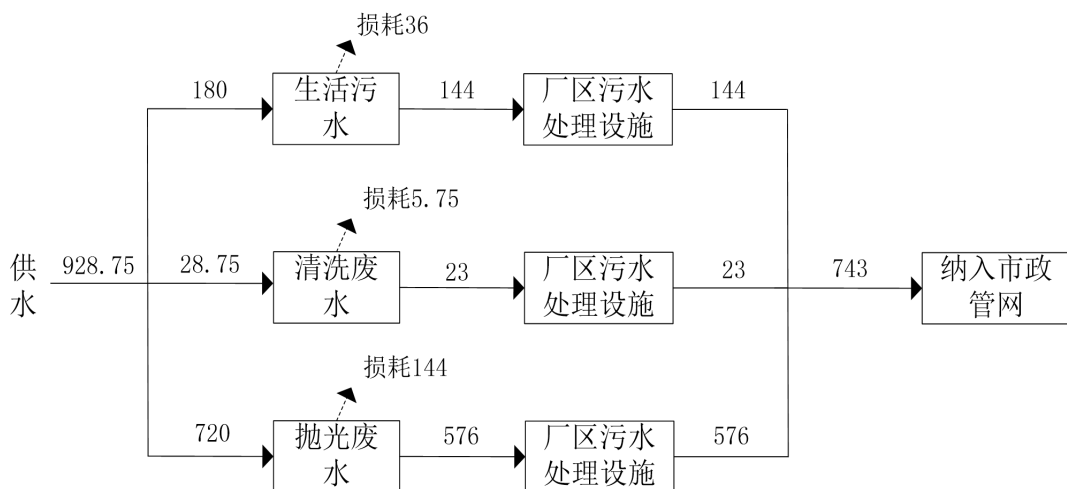 损耗36
180
生活污
水
144
厂区污水
处理设施
144
损耗5.75
供
水
928.75
28.75
清洗废
水
23
厂区污水
处理设施
23
743
纳入市政
管网
损耗144
720
抛光废
水
576
厂区污水
处理设施
576